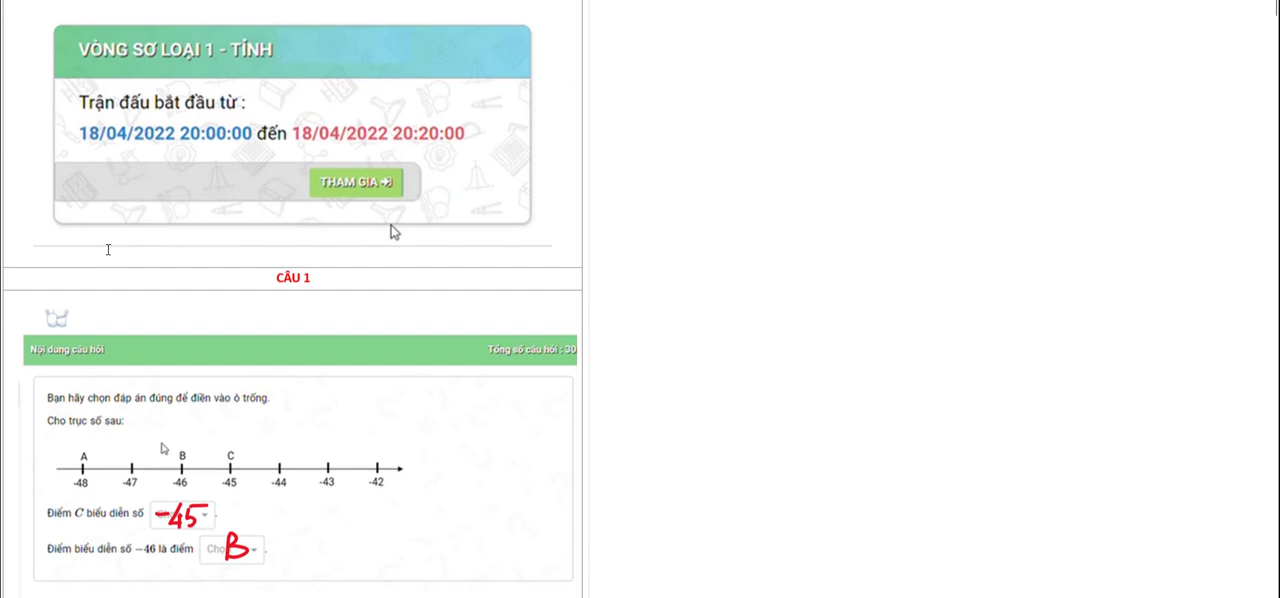 VÒNG SƠ LOẠI 1 - TỈNH
Trận đấu bắt đầu từ :
18/04/2022 20:00:00 đến 18/04/2022 20:20:00
THAM GIA
CÂU 1
Nội dung câu hỏi
Tổng số câu hỏi : 30
Bạn hãy chọn đáp án đúng để điền vào ô trống.
Cho trục số sau:
A B C
-48 -47 -46 -45 -44 -43 -42
Điểm C biểu diễn số -45 .
Điểm biểu diễn số −46 là điểm B .